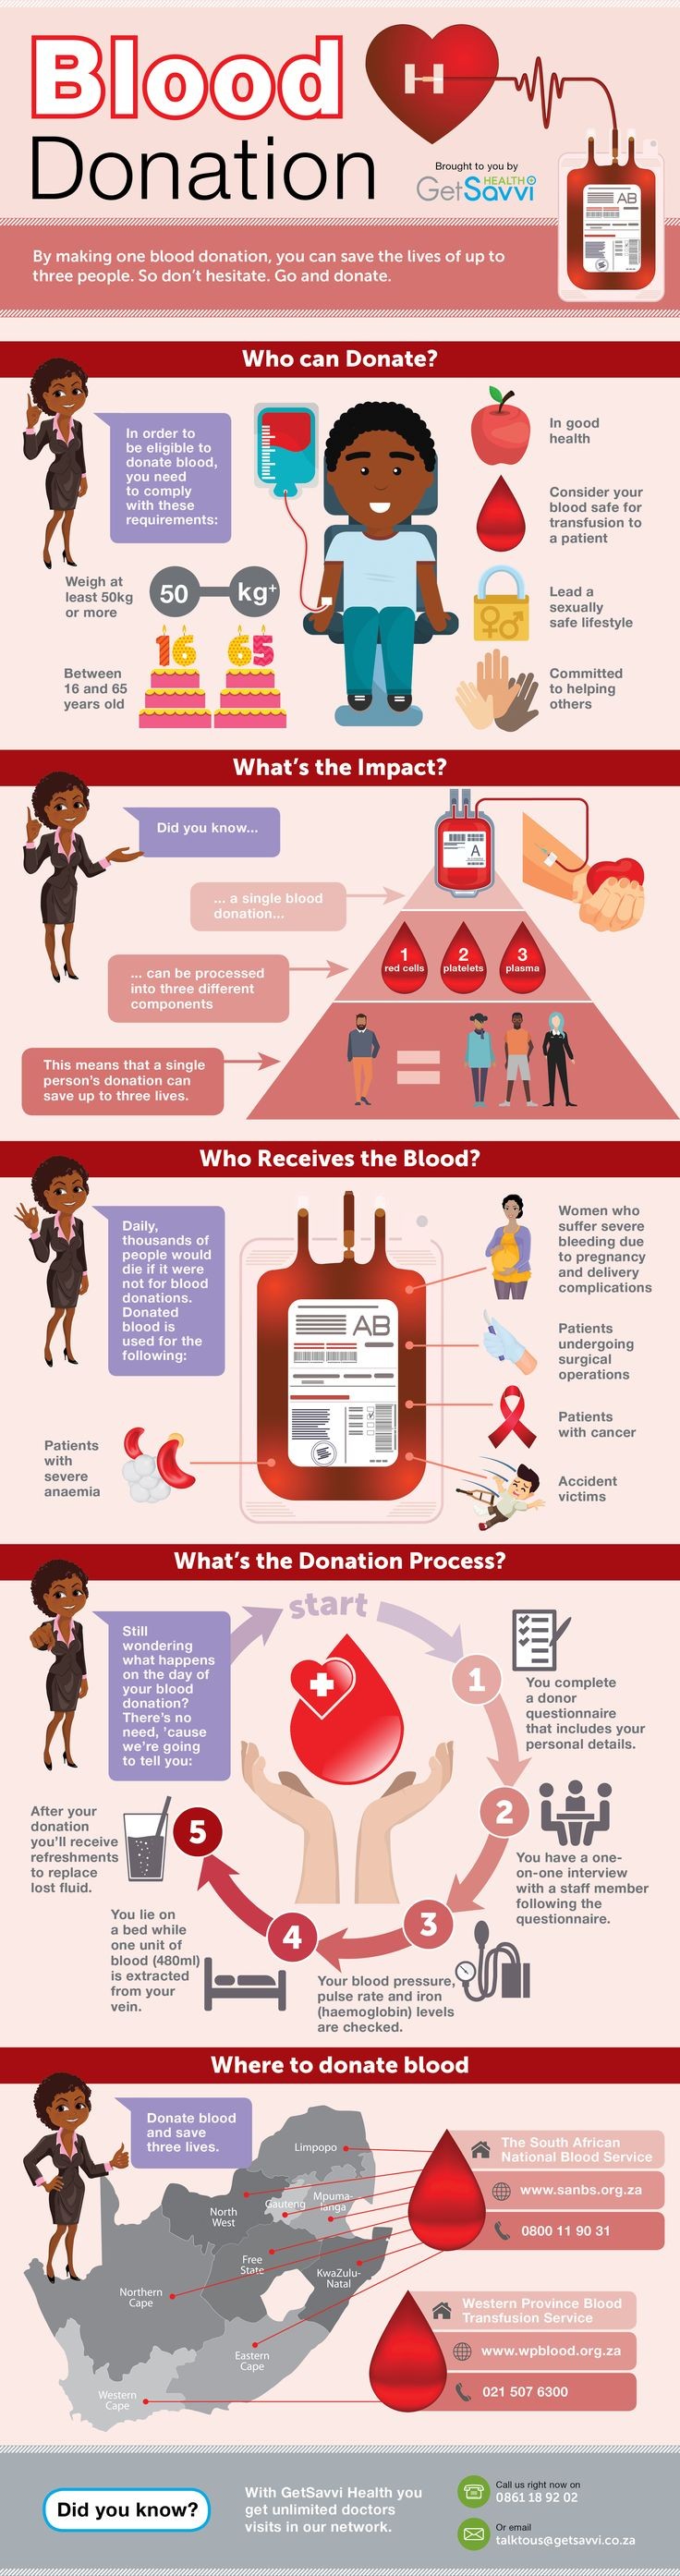 Blood
Donation
H
Brought to you by
GetSavvi
HEALTH
AB
By making one blood donation, you can save the lives of up to
three people. So don't hesitate. Go and donate.
Who can Donate?
In order to
be eligible to
donate blood,
you need
to comply
with these
requirements:
In good
health
Consider your
blood safe for
transfusion to
a patient
Weigh at
least 50kg
or more
50
kg+
Lead a
sexually
safe lifestyle
16
65
Between
16 and 65
years old
Committed
to helping
others
What's the Impact?
Did you know...
A
... a single blood
donation...
... can be processed
into three different
components
1
red cells
2
platelets
3
plasma
This means that a single
person's donation can
save up to three lives.
Who Receives the Blood?
Daily,
thousands of
people would
die if it were
not for blood
donations.
Donated
blood is
used for the
following:
AB
Women who
suffer severe
bleeding due
to pregnancy
and delivery
complications
Patients
undergoing
surgical
operations
Patients
with cancer
Patients
with
severe
anaemia
Accident
victims
What's the Donation Process?
start
Still
wondering
what happens
on the day of
your blood
donation?
There's no
need, 'cause
we're going
to tell you:
1
You complete
a donor
questionnaire
that includes your
personal details.
2
You have a one-
on-one interview
with a staff member
following the
questionnaire.
3
Your blood pressure,
pulse rate and iron
(haemoglobin) levels
are checked.
4
You lie on
a bed while
one unit of
blood (480ml)
is extracted
from your
vein.
5
After your
donation
you'll receive
refreshments
to replace
lost fluid.
Where to donate blood
Donate blood
and save
three lives.
Limpopo
North
West
Gauteng
Mpuma-
langa
Free
State
KwaZulu-
Natal
Northern
Cape
Eastern
Cape
Western
Cape
The South African
National Blood Service
www.sanbs.org.za
0800 11 90 31
Western Province Blood
Transfusion Service
www.wpblood.org.za
021 507 6300
Did you know?
With GetSavvi Health you
get unlimited doctors
visits in our network.
Call us right now on
0861 18 92 02
Or email
talktous@getsavvi.co.za